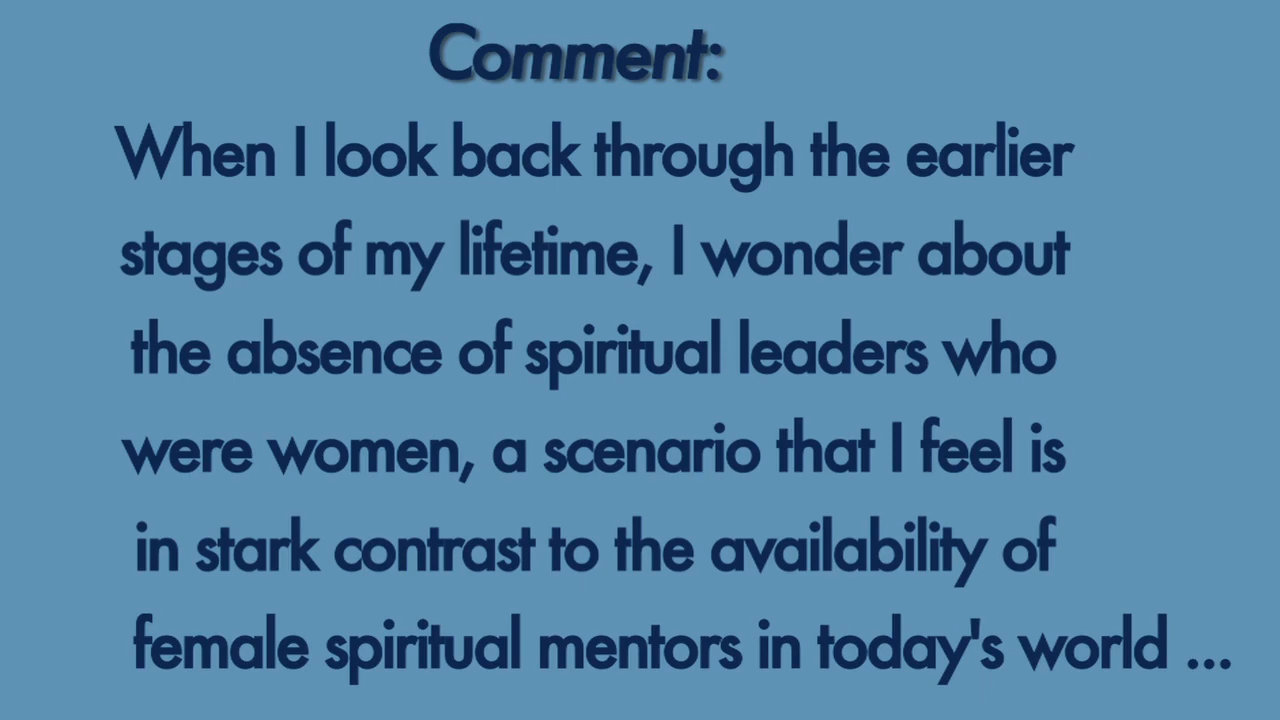 Comment:
When I look back through the earlier
stages of my lifetime, I wonder about
the absence of spiritual leaders who
were women, a scenario that I feel is
in stark contrast to the availability of
female spiritual mentors in today's world ...